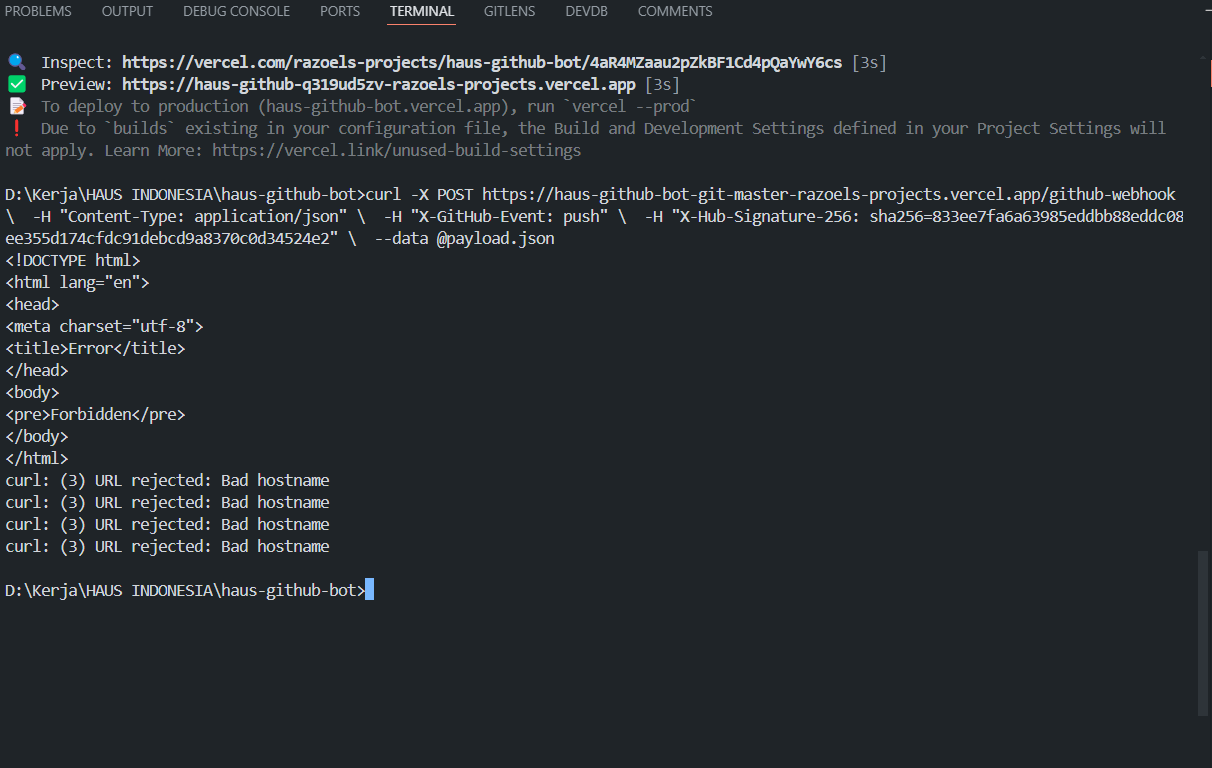 PROBLEMS OUTPUT DEBUG CONSOLE PORTS TERMINAL GITLENS DEVDB COMMENTS
Inspect: https://vercel.com/razoels-projects/haus-github-bot/4aR4MZaau2pZkBF1Cd4pQaYwY6cs [3s]
Preview: https://haus-github-q319ud5zv-razoels-projects.vercel.app [3s]
To deploy to production (haus-github-bot.vercel.app), run `vercel --prod`
Due to `builds` existing in your configuration file, the Build and Development Settings defined in your Project Settings will
not apply. Learn More: https://vercel.link/unused-build-settings
D:\Kerja\HAUS INDONESIA\haus-github-bot>curl -X POST https://haus-github-bot-git-master-razoels-projects.vercel.app/github-webhook
\  -H "Content-Type: application/json" \  -H "X-GitHub-Event: push" \  -H "X-Hub-Signature-256: sha256=833ee7fa6a63985eddbb88eddc08
ee355d174cfdc91debcd9a8370c0d34524e2" \  --data @payload.json
<!DOCTYPE html>
<html lang="en">
<head>
<meta charset="utf-8">
<title>Error</title>
</head>
<body>
<pre>Forbidden</pre>
</body>
</html>
curl: (3) URL rejected: Bad hostname
curl: (3) URL rejected: Bad hostname
curl: (3) URL rejected: Bad hostname
curl: (3) URL rejected: Bad hostname
D:\Kerja\HAUS INDONESIA\haus-github-bot>